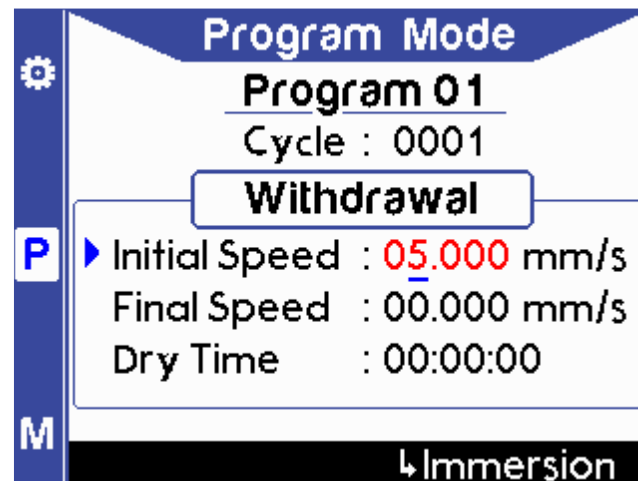 Program Mode
Program 01
Cycle : 0001
Withdrawal
P
Initial Speed : 05.000 mm/s
Final Speed : 00.000 mm/s
Dry Time : 00:00:00
M
↳Immersion